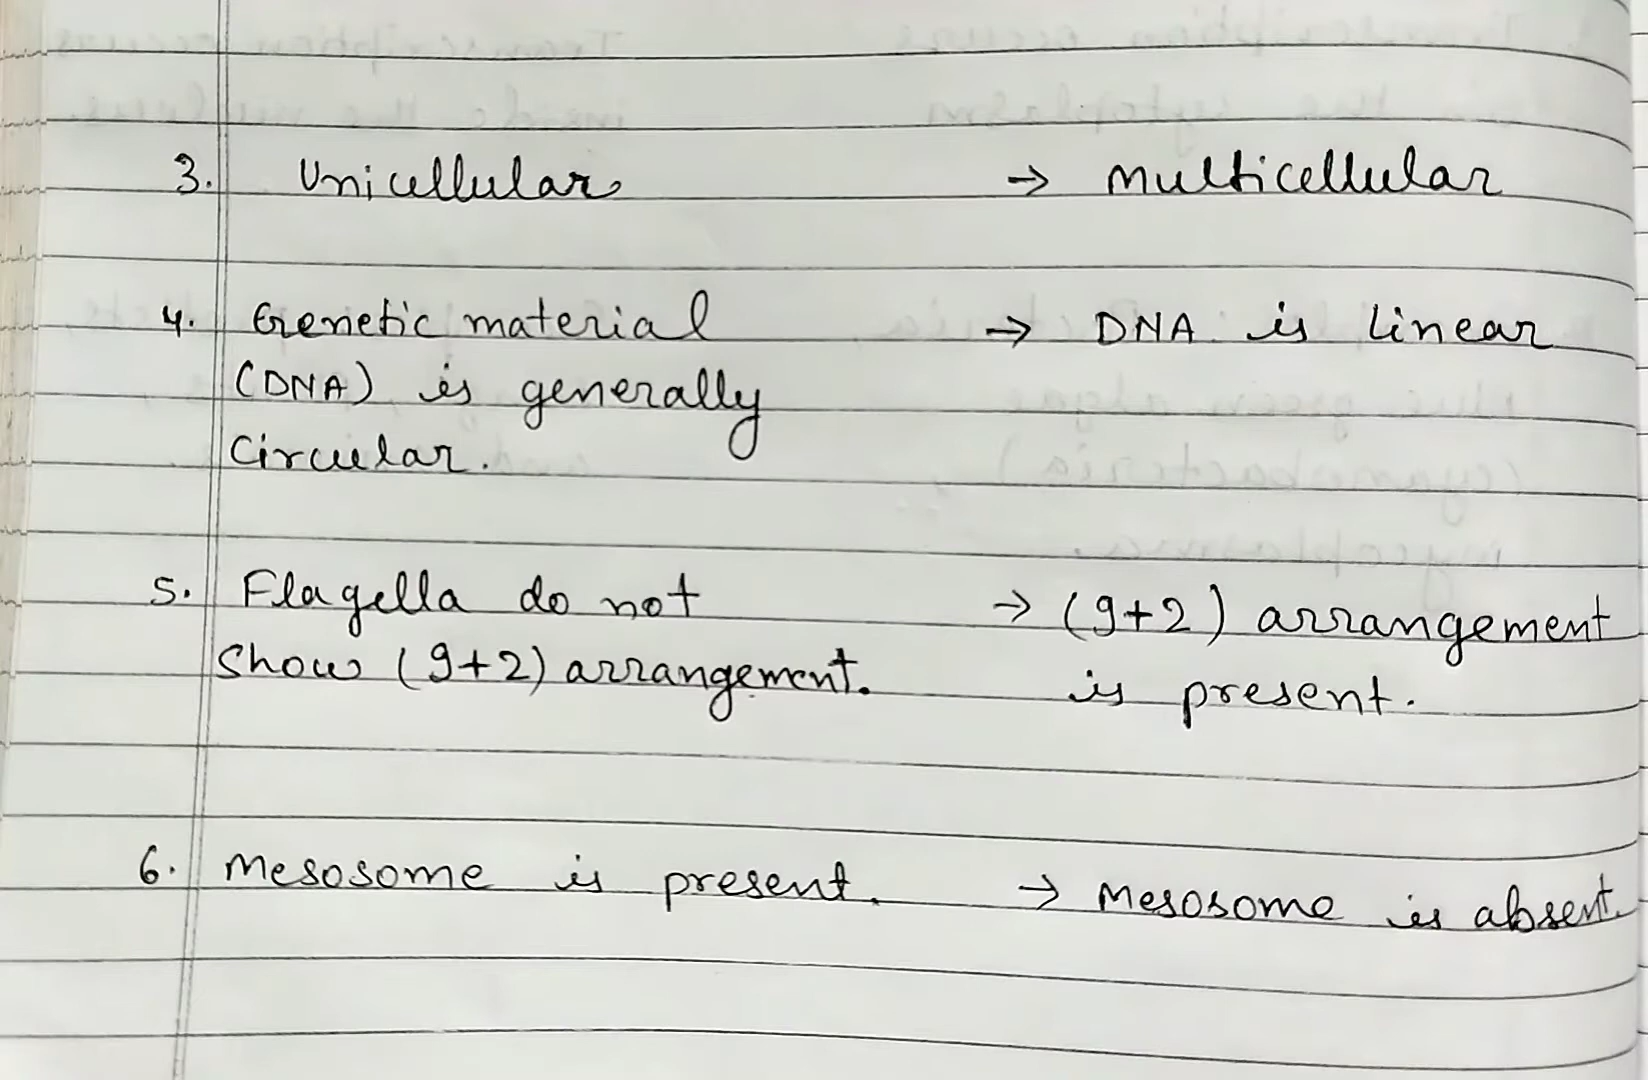 3. Unicellular → Multicellular
4. Genetic material → DNA is linear
(DNA) is generally
Circular.
5. Flagella do not → (9+2) arrangement
Show (9+2) arrangement. is present.
6. Mesosome is present. → Mesosome is absent.